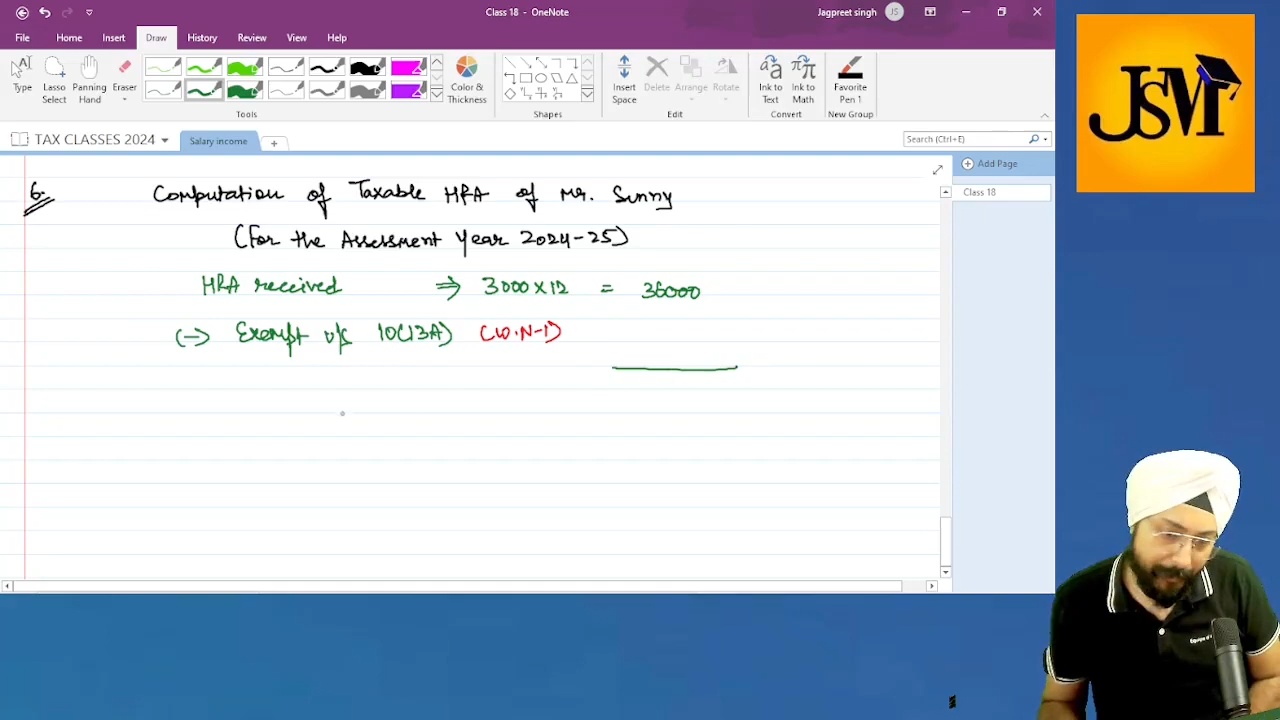 Class 18 - OneNote
Jagpreet singh JS
File Home Insert Draw History Review View Help
Type Lasso Select Panning Hand Eraser Color & Thickness Insert Space Delete Arrange Rotate Ink to Text Ink to Math Favorite Pen 1
Tools Shapes Edit Convert New Group
TAX CLASSES 2024 Salary income Search (Ctrl+E)
Add Page
Class 18
6. Computation of Taxable HRA of Mr. Sunny
(For the Assessment Year 2024-25)
HRA received ⇒ 3000×12 = 36000
(-) Exempt u/s 10(13A) (W.N-1)
JSM